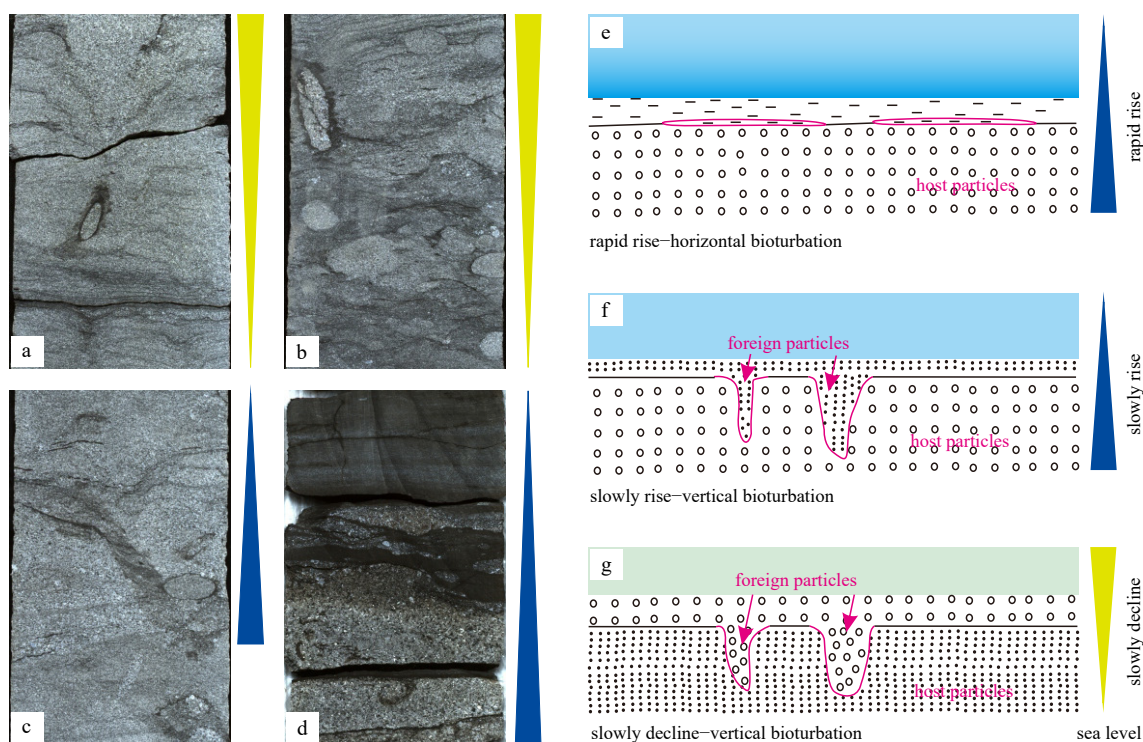 a
b
c
d
e
rapid rise
host particles
rapid rise−horizontal bioturbation
f
foreign particles
slowly rise
host particles
slowly rise−vertical bioturbation
g
foreign particles
slowly decline
host particles
slowly decline−vertical bioturbation
sea level